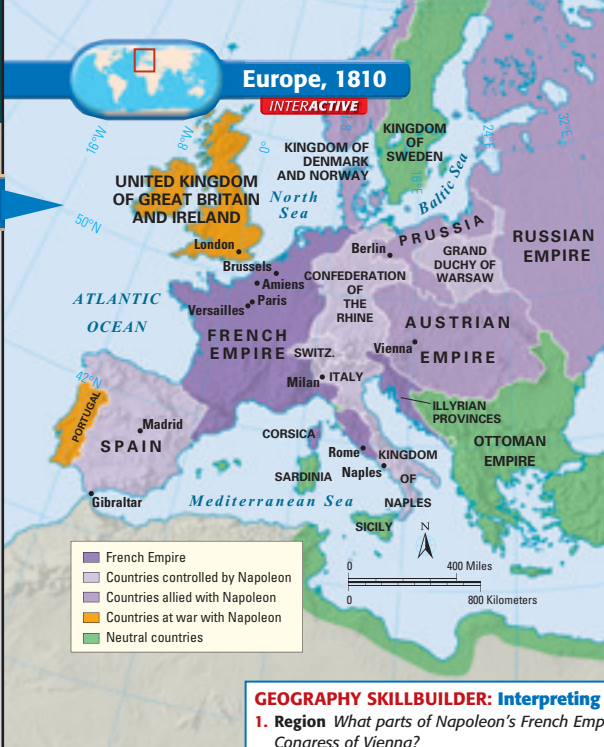 Europe, 1810
INTERACTIVE
16°W
8°W
0°
8°
16°E
24°E
32°E
50°N
42°N
KINGDOM
OF
SWEDEN
KINGDOM OF
DENMARK
AND NORWAY
UNITED KINGDOM
OF GREAT BRITAIN
AND IRELAND
North
Sea
Baltic Sea
London
Berlin
PRUSSIA
RUSSIAN
EMPIRE
GRAND
DUCHY OF
WARSAW
Brussels
Amiens
Paris
Versailles
CONFEDERATION
OF
THE
RHINE
ATLANTIC
OCEAN
FRENCH
EMPIRE
SWITZ.
AUSTRIAN
EMPIRE
Vienna
Milan
ITALY
ILLYRIAN
PROVINCES
PORTUGAL
Madrid
SPAIN
CORSICA
Rome
Naples
KINGDOM
OF
NAPLES
OTTOMAN
EMPIRE
SARDINIA
Gibraltar
Mediterranean Sea
SICILY
N
French Empire
Countries controlled by Napoleon
Countries allied with Napoleon
Countries at war with Napoleon
Neutral countries
0 400 Miles
0 800 Kilometers
GEOGRAPHY SKILLBUILDER: Interpreting
1. Region What parts of Napoleon's French Emp
Congress of Vienna?